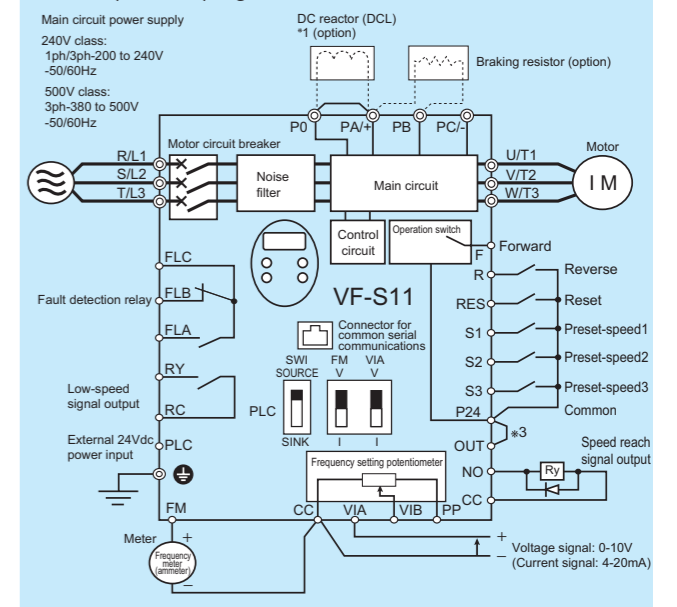 Main circuit power supply
240V class:
1ph/3ph-200 to 240V
-50/60Hz
500V class:
3ph-380 to 500V
-50/60Hz
DC reactor (DCL)
*1 (option)
Braking resistor (option)
P0
PA/+
PB
PC/-
Motor circuit breaker
R/L1
S/L2
T/L3
Noise
filter
Main circuit
U/T1
V/T2
W/T3
Motor
I M
Control
circuit
Operation switch
F
Forward
FLC
FLB
FLA
Fault detection relay
R
Reverse
RES
Reset
VF-S11
S1
Preset-speed1
S2
Preset-speed2
S3
Preset-speed3
Connector for
common serial
communications
RY
RC
Low-speed
signal output
SWI
SOURCE
PLC
SINK
FM
V
I
VIA
V
I
P24
Common
※3
OUT
External 24Vdc
power input
PLC
Speed reach
signal output
NO
Ry
CC
Frequency setting potentiometer
FM
CC
VIA
VIB
PP
Meter
+
Frequency
meter
(ammeter)
−
+
−
Voltage signal: 0-10V
(Current signal: 4-20mA)